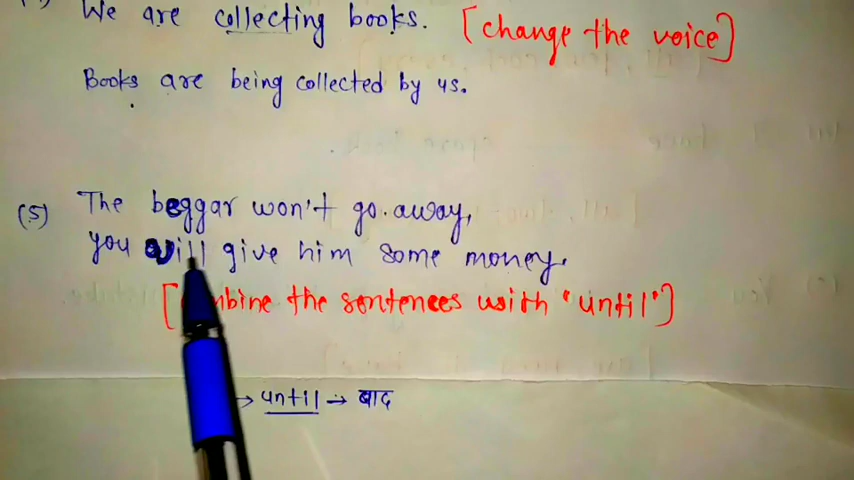 We are collecting books. [change the voice]
Books are being collected by us.
(5) The beggar won't go away,
you will give him some money.
the sentences with "until"]
→ until → बाद